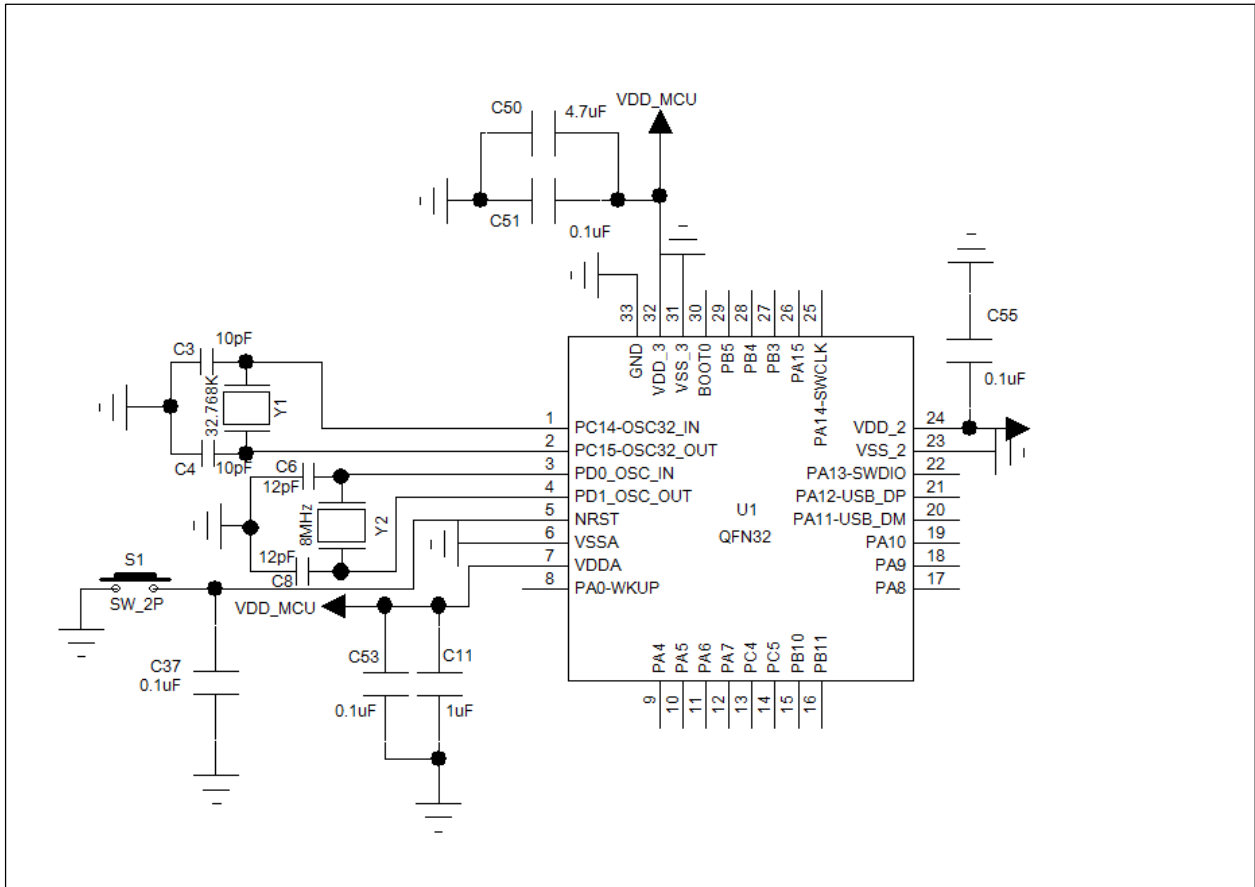 C50
4.7uF
VDD_MCU
C51
0.1uF
C55
0.1uF
33
32
31
30
29
28
27
26
25
GND
VDD_3
VSS_3
BOOT0
PB5
PB4
PB3
PA15
PA14-SWCLK
C3
10pF
32.768K
Y1
C4
10pF
C6
12pF
8MHz
Y2
12pF
C8
1
PC14-OSC32_IN
2
PC15-OSC32_OUT
3
PD0_OSC_IN
4
PD1_OSC_OUT
5
NRST
6
VSSA
7
VDDA
8
PA0-WKUP
U1
QFN32
VDD_2
24
VSS_2
23
PA13-SWDIO
22
PA12-USB_DP
21
PA11-USB_DM
20
PA10
19
PA9
18
PA8
17
S1
SW_2P
VDD_MCU
C37
0.1uF
C53
0.1uF
C11
1uF
PA4
PA5
PA6
PA7
PC4
PC5
PB10
PB11
9
10
11
12
13
14
15
16